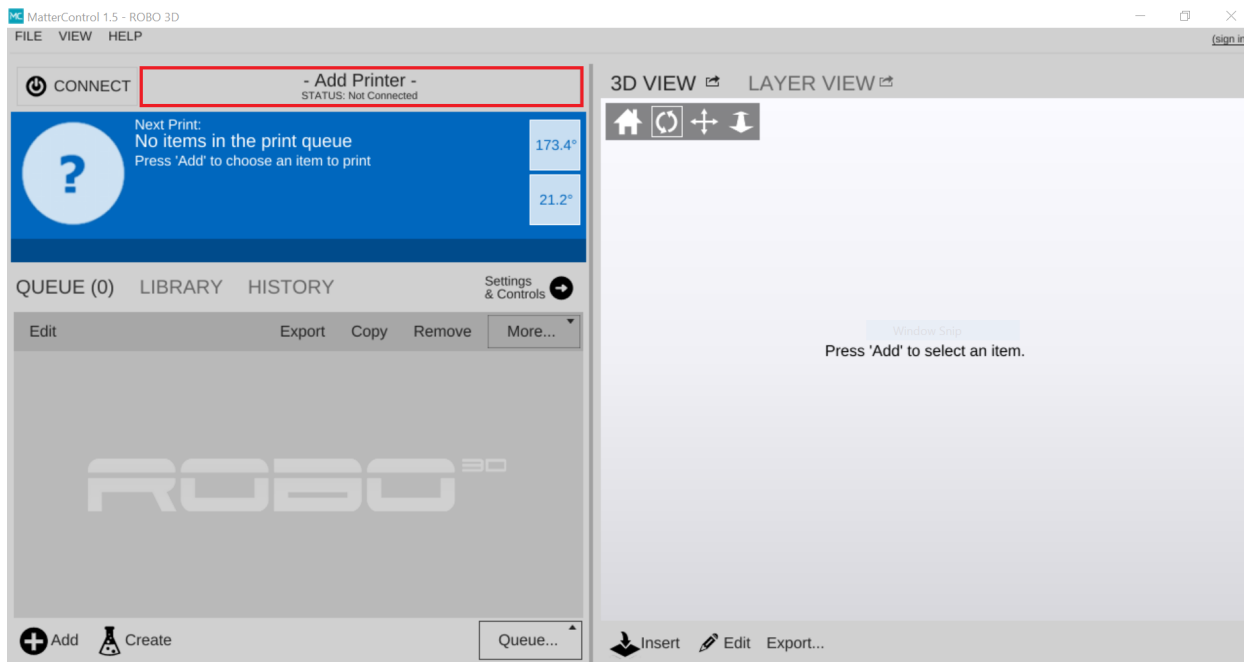 MC MatterControl 1.5 - ROBO 3D
FILE VIEW HELP
(sign in
CONNECT
- Add Printer -
STATUS: Not Connected
3D VIEW LAYER VIEW
Next Print:
No items in the print queue
Press 'Add' to choose an item to print
173.4°
21.2°
QUEUE (0) LIBRARY HISTORY
Settings
& Controls
Edit Export Copy Remove More...
Window Snip
Press 'Add' to select an item.
ROBO 3D
Add Create Queue...
Insert Edit Export...